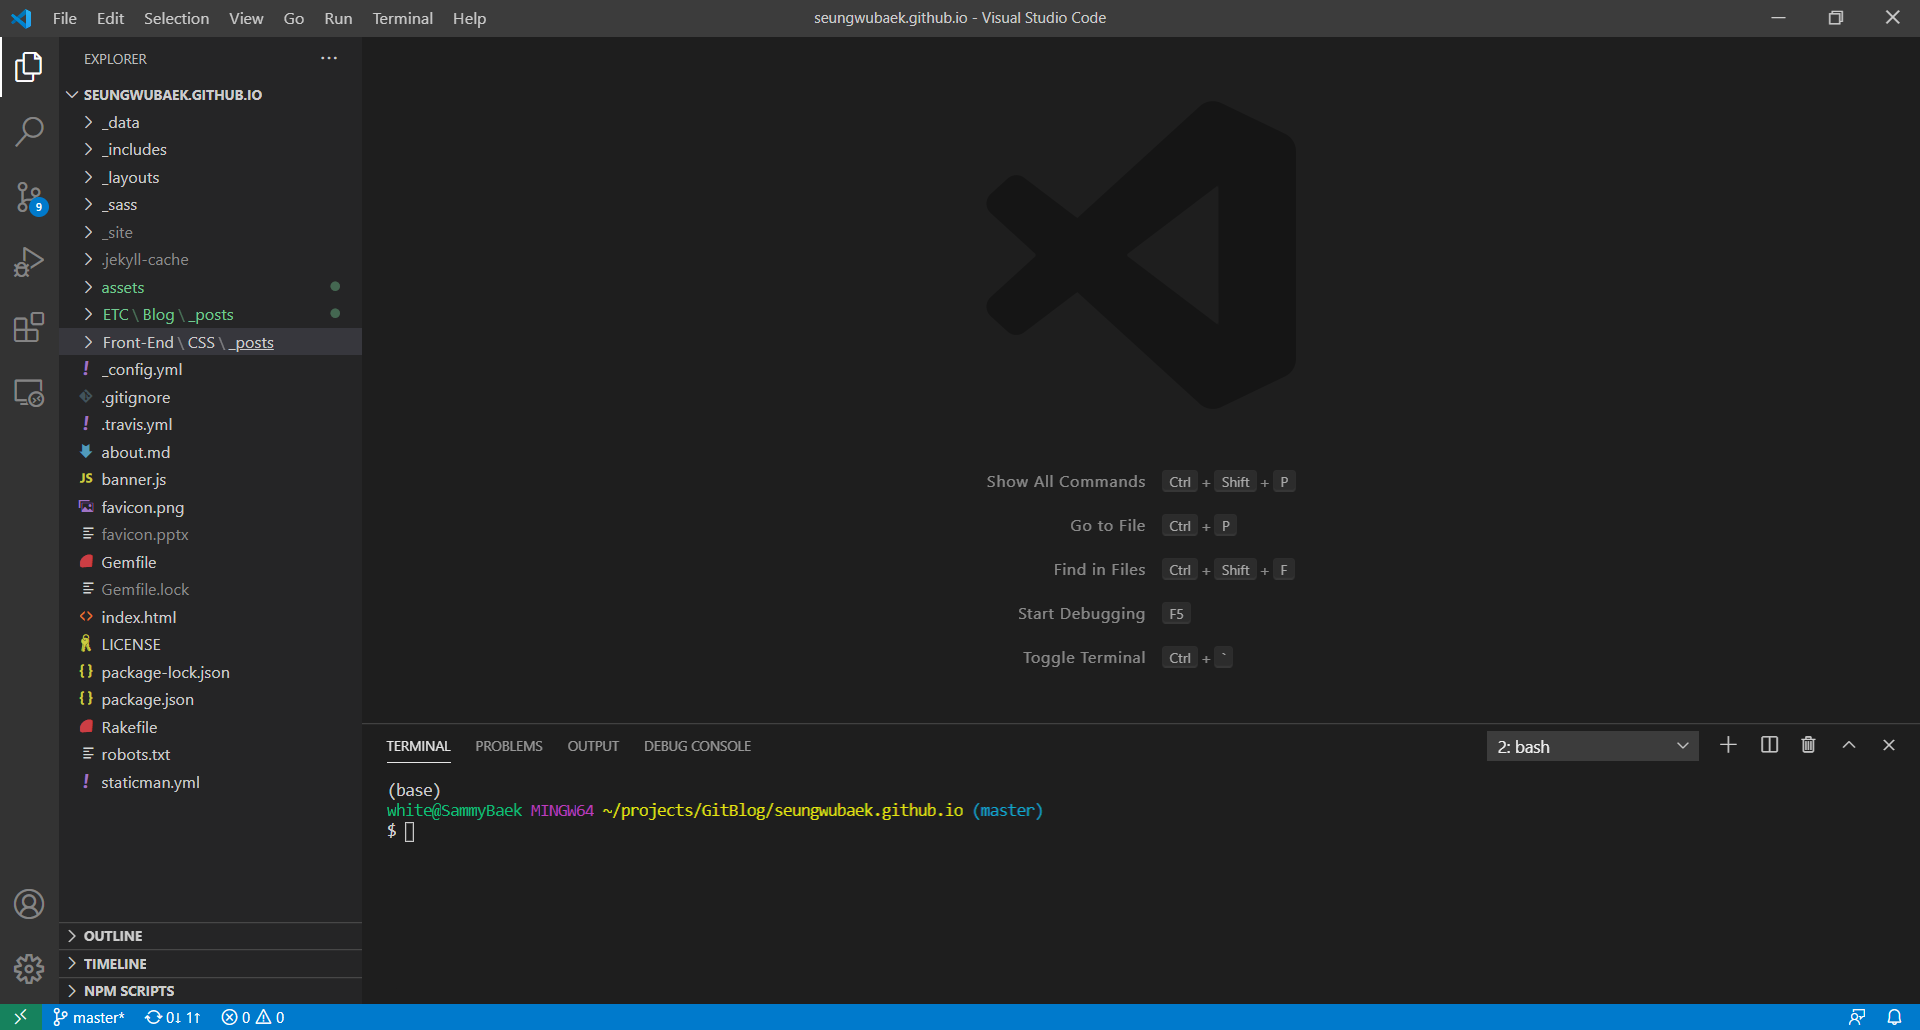 File Edit Selection View Go Run Terminal Help
seungwubaek.github.io - Visual Studio Code
EXPLORER
SEUNGWUBAEK.GITHUB.IO
_data
_includes
_layouts
_sass
_site
.jekyll-cache
assets
ETC \ Blog \ _posts
Front-End \ CSS \ _posts
_config.yml
.gitignore
.travis.yml
about.md
JS banner.js
favicon.png
favicon.pptx
Gemfile
Gemfile.lock
index.html
LICENSE
package-lock.json
package.json
Rakefile
robots.txt
staticman.yml
OUTLINE
TIMELINE
NPM SCRIPTS
9
Show All Commands Ctrl + Shift + P
Go to File Ctrl + P
Find in Files Ctrl + Shift + F
Start Debugging F5
Toggle Terminal Ctrl + `
TERMINAL PROBLEMS OUTPUT DEBUG CONSOLE
2: bash
(base)
white@SammyBaek MINGW64 ~/projects/GitBlog/seungwubaek.github.io (master)
$
master* 0↓ 1↑ 0 0